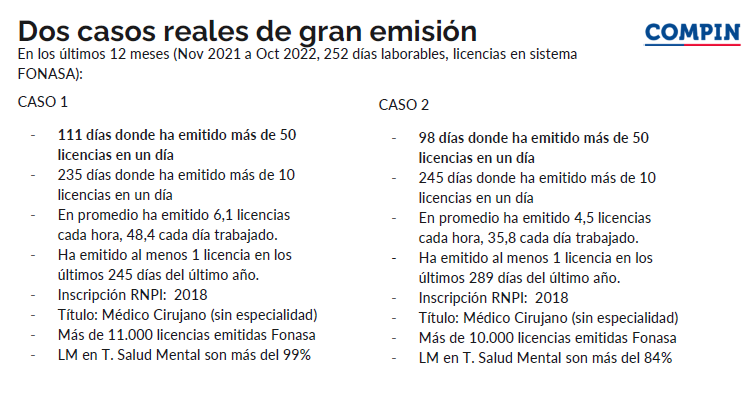 Dos casos reales de gran emisión
COMPIN
En los últimos 12 meses (Nov 2021 a Oct 2022, 252 días laborables, licencias en sistema
FONASA):
CASO 1
- 111 días donde ha emitido más de 50
licencias en un día
- 235 días donde ha emitido más de 10
licencias en un día
- En promedio ha emitido 6,1 licencias
cada hora, 48,4 cada día trabajado.
- Ha emitido al menos 1 licencia en los
últimos 245 días del último año.
- Inscripción RNPI: 2018
- Título: Médico Cirujano (sin especialidad)
- Más de 11.000 licencias emitidas Fonasa
- LM en T. Salud Mental son más del 99%
CASO 2
- 98 días donde ha emitido más de 50
licencias en un día
- 245 días donde ha emitido más de 10
licencias en un día
- En promedio ha emitido 4,5 licencias
cada hora, 35,8 cada día trabajado.
- Ha emitido al menos 1 licencia en los
últimos 289 días del último año.
- Inscripción RNPI: 2018
- Título: Médico Cirujano (sin especialidad)
- Más de 10.000 licencias emitidas Fonasa
- LM en T. Salud Mental son más del 84%